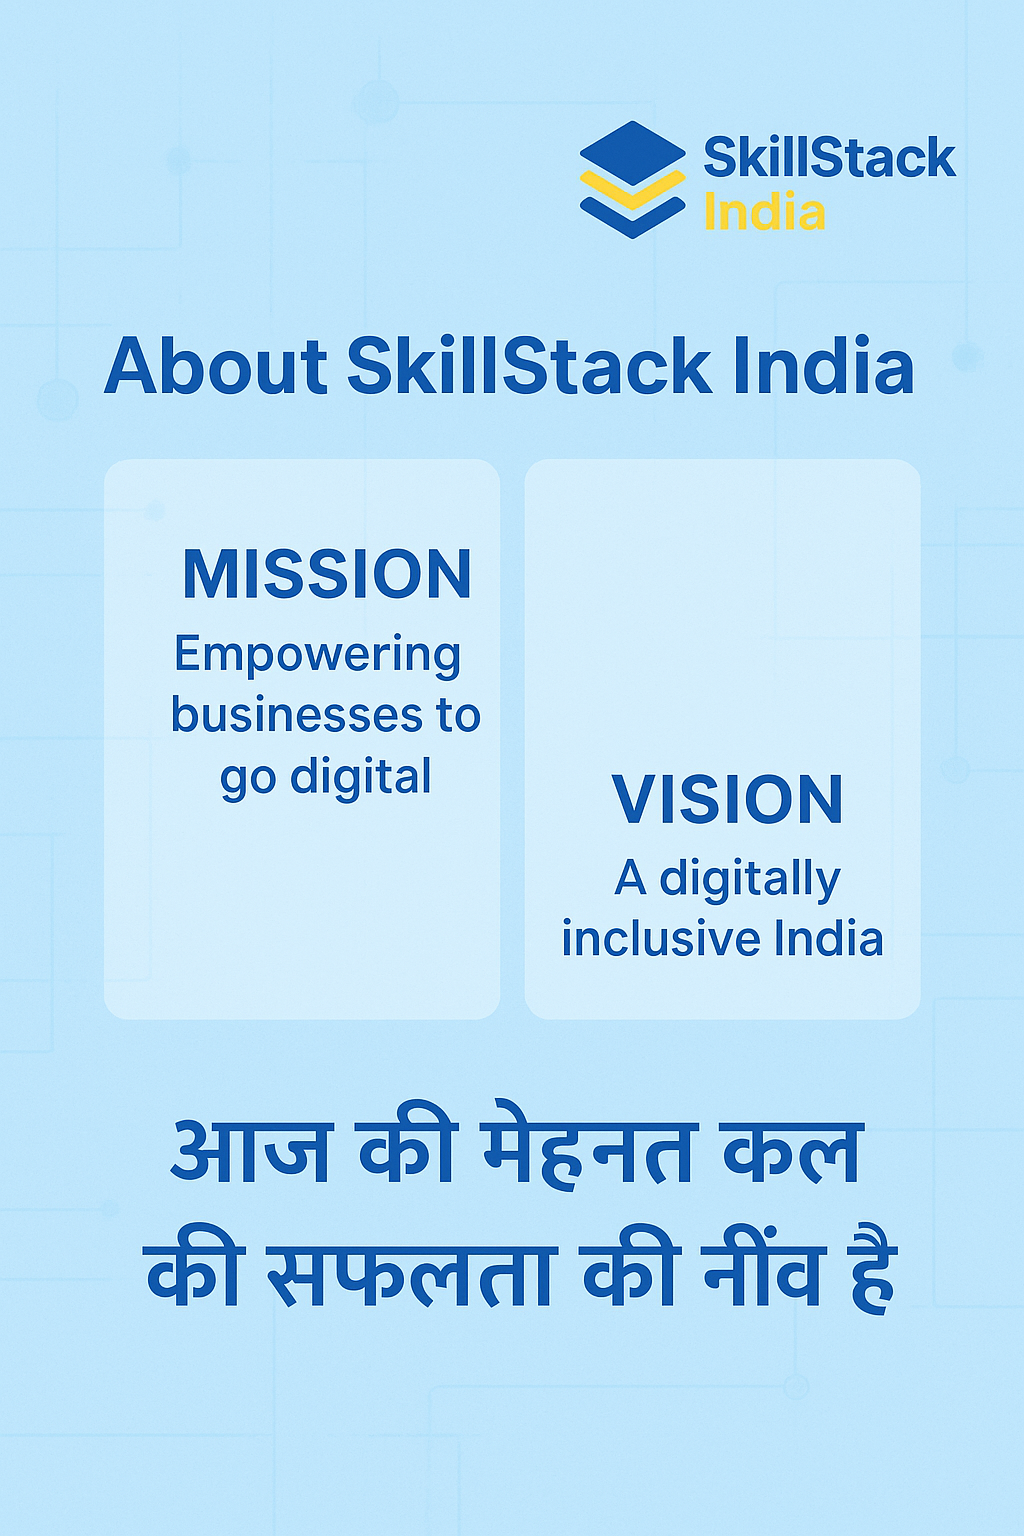 SkillStack
India
About SkillStack India
MISSION
Empowering
businesses to
go digital
VISION
A digitally
inclusive India
आज की मेहनत कल
की सफलता की नींव है